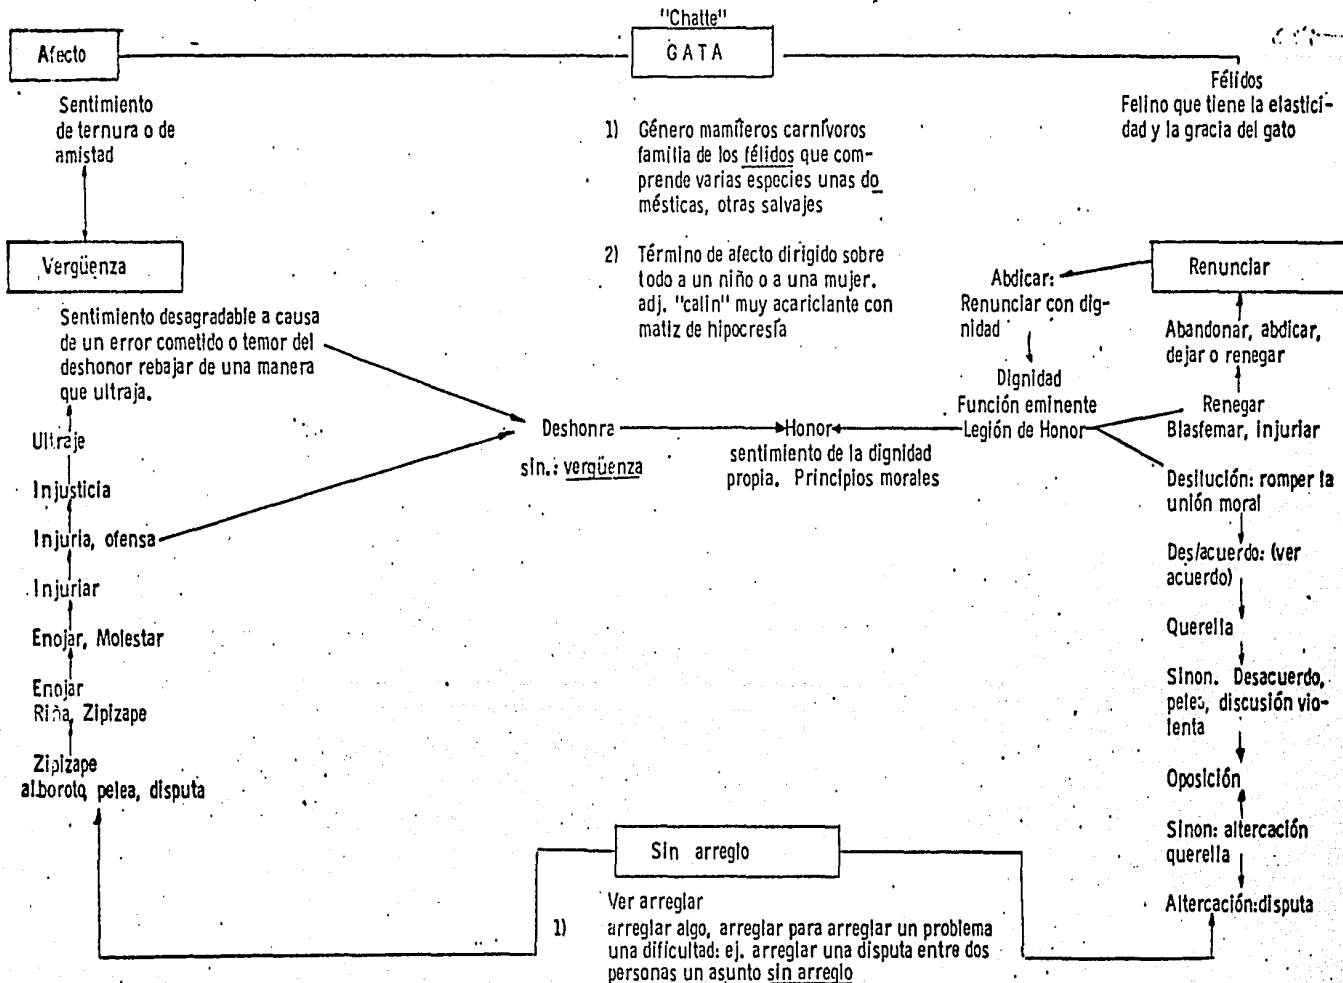 "Chatte"
Afecto
GATA
Sentimiento
de ternura o de
amistad
Félidos
Felino que tiene la elastici-
dad y la gracia del gato
1) Género mamíferos carnívoros
familia de los félidos que com-
prende varias especies unas do
mésticas, otras salvajes
2) Término de afecto dirigido sobre
todo a un niño o a una mujer.
adj. "calin" muy acariciante con
matiz de hipocresía
Vergüenza
Sentimiento desagradable a causa
de un error cometido o temor del
deshonor rebajar de una manera
que ultraja.
Ultraje
Injusticia
Injuria, ofensa
Injuriar
Enojar, Molestar
Enojar
Riña, Zipizape
Zipizape
alboroto, pelea, disputa
Deshonra
sin.: vergüenza
Honor
sentimiento de la dignidad
propia. Principios morales
Abdicar:
Renunciar con dig-
nidad
Dignidad
Función eminente
Legión de Honor
Renunciar
Abandonar, abdicar,
dejar o renegar
Renegar
Blasfemar, injuriar
Desilución: romper la
unión moral
Des/acuerdo: (ver
acuerdo)
Querella
Sinon. Desacuerdo,
peles, discusión vio-
lenta
Oposición
Sinon: altercación
querella
Altercación:disputa
Sin arreglo
Ver arreglar
1) arreglar algo, arreglar para arreglar un problema
una dificultad: ej. arreglar una disputa entre dos
personas un asunto sin arreglo